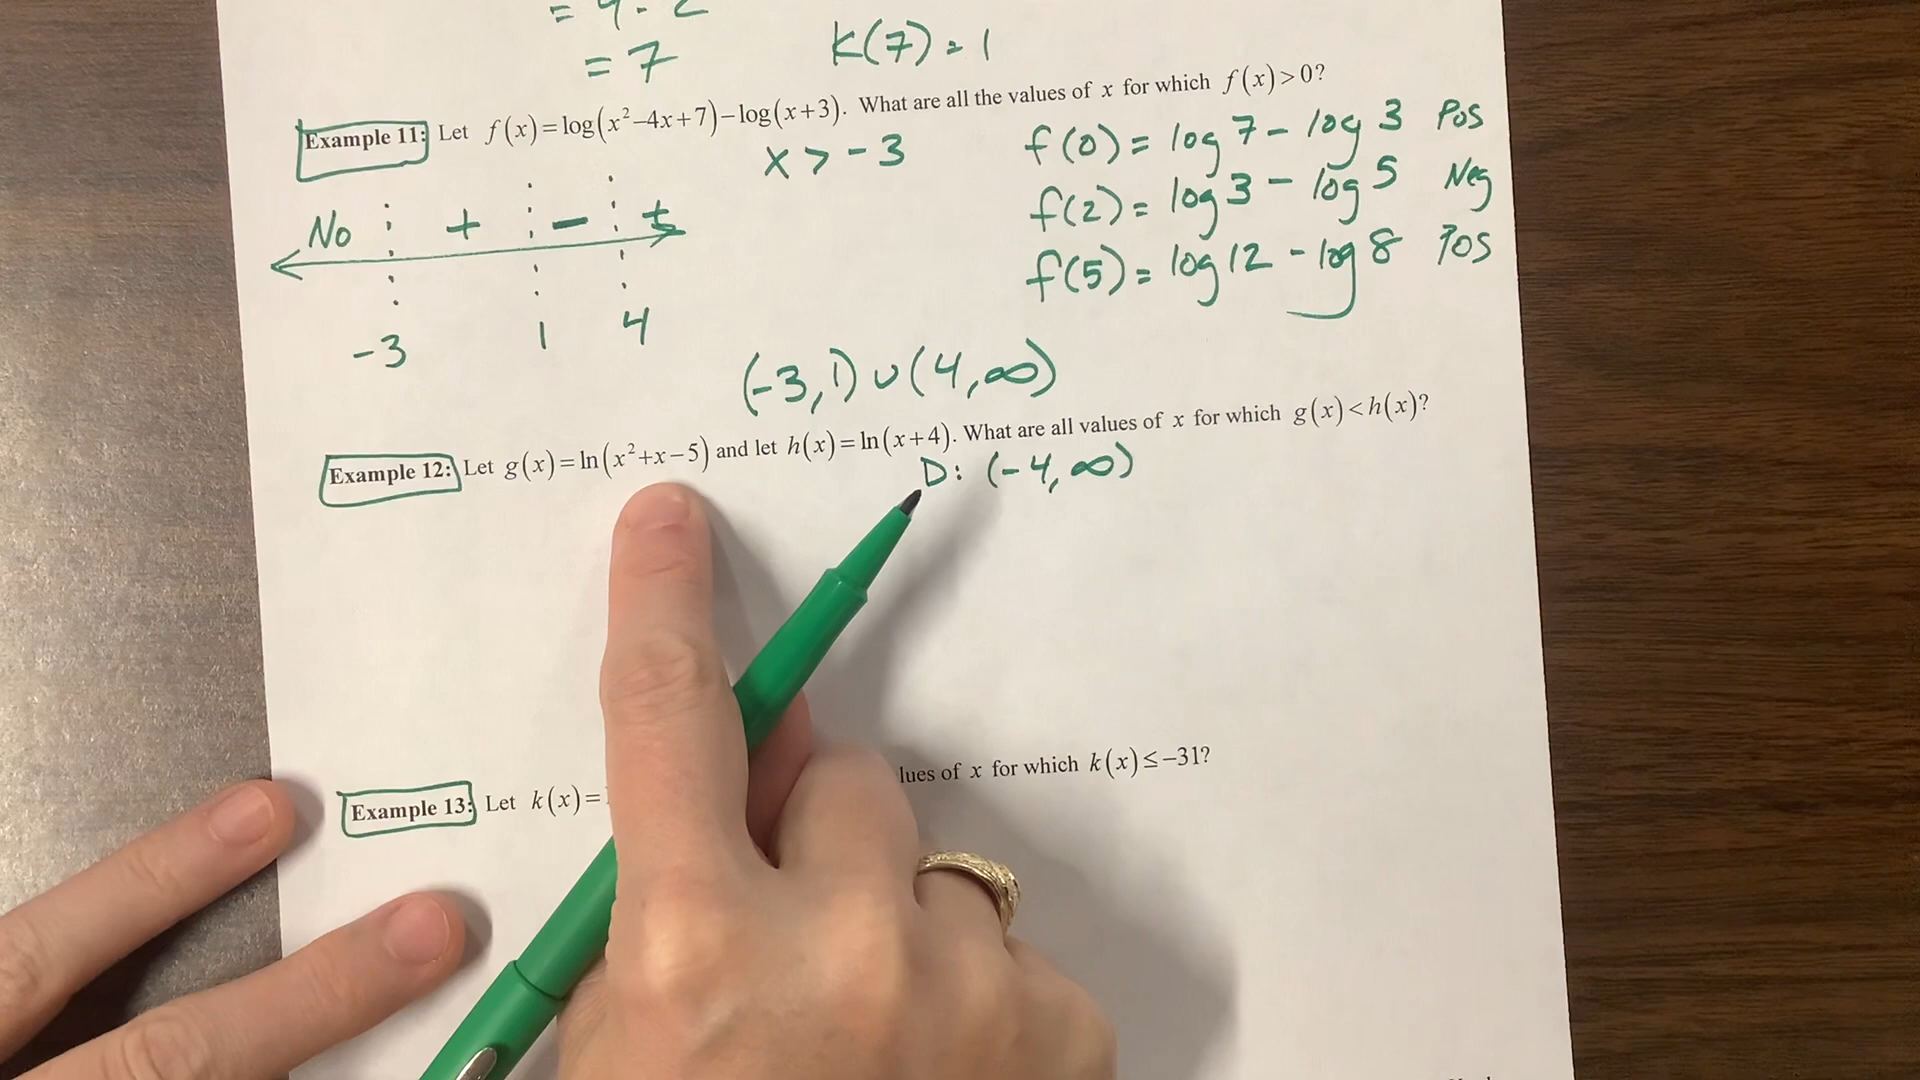 = 7
k(7) = 1
Example 11: Let f(x)=log(x²−4x+7)−log(x+3). What are all the values of x for which f(x)>0?
x > -3
f(0) = log 7 - log 3 Pos
f(2) = log 3 - log 5 Neg
f(5) = log 12 - log 8 Pos
No + - +
-3 1 4
(-3,1) ∪ (4,∞)
Example 12: Let g(x)=ln(x²+x−5) and let h(x)=ln(x+4). What are all values of x for which g(x)<h(x)?
D: (-4,∞)
Example 13: Let k(x)= of x for which k(x)≤−31?